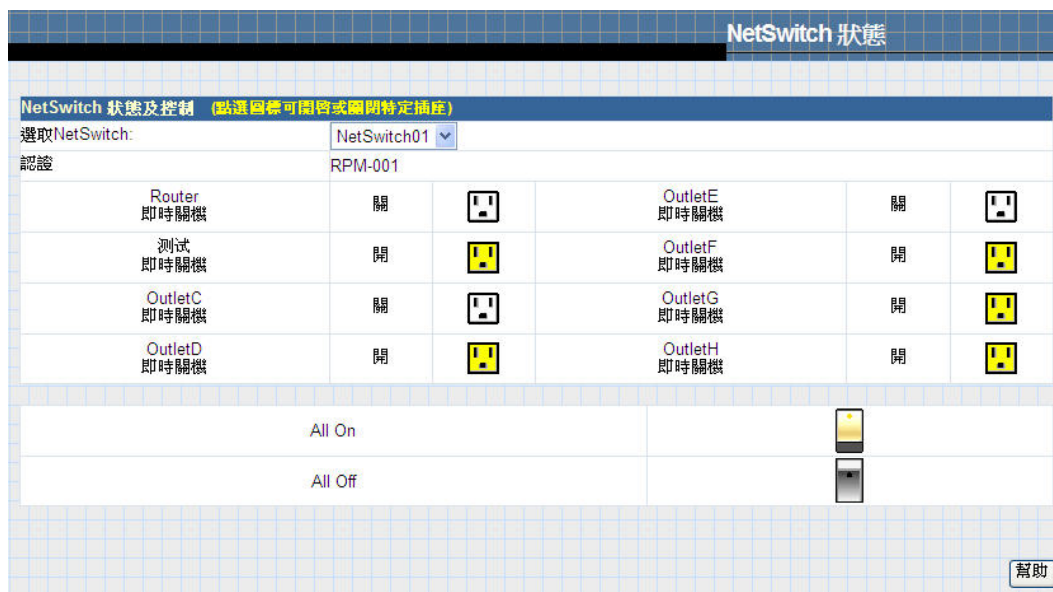 NetSwitch 狀態
NetSwitch 狀態及控制 (點選圖標可開啓或關閉特定插座)
選取NetSwitch: NetSwitch01
認證 RPM-001
Router
即時關機 關
OutletE
即時關機 關
测试
即時關機 開
OutletF
即時關機 開
OutletC
即時關機 關
OutletG
即時關機 開
OutletD
即時關機 開
OutletH
即時關機 開
All On
All Off
幫助